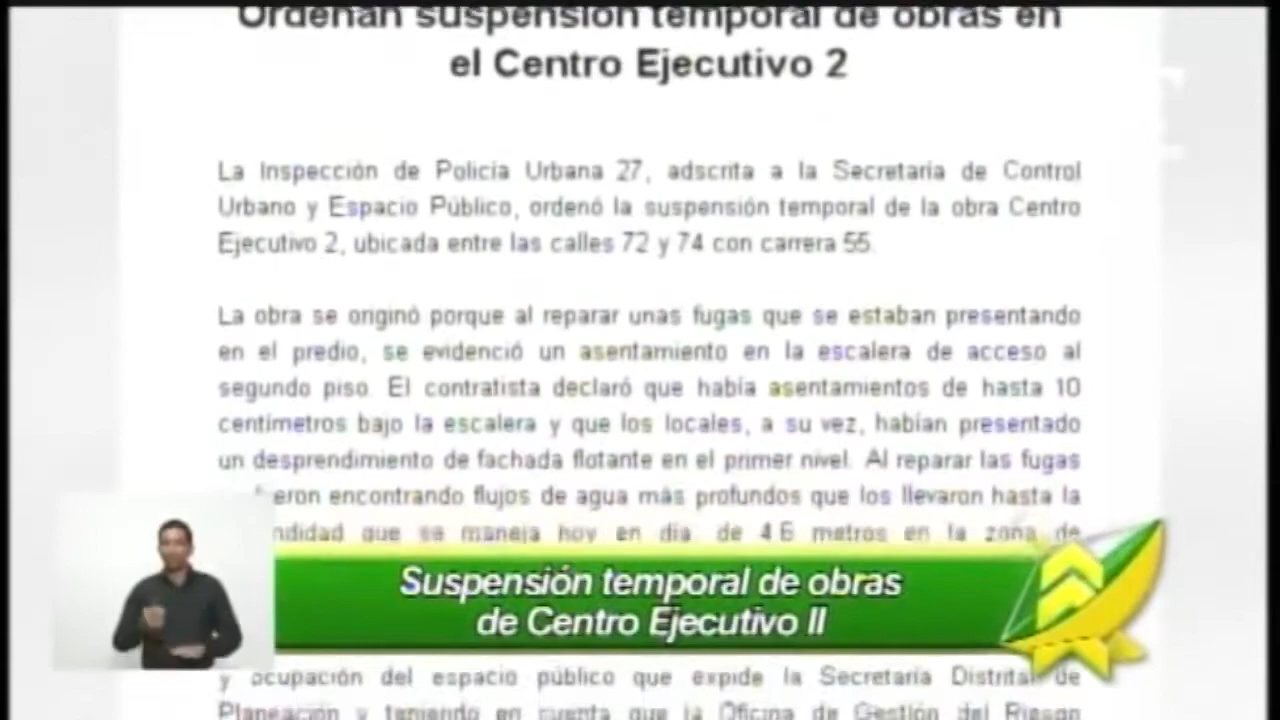 Ordenan suspensión temporal de obras en
el Centro Ejecutivo 2
La Inspección de Policía Urbana 27, adscrita a la Secretaría de Control
Urbano y Espacio Público, ordenó la suspensión temporal de la obra Centro
Ejecutivo 2, ubicada entre las calles 72 y 74 con carrera 55.
La obra se originó porque al reparar unas fugas que se estaban presentando
en el predio, se evidenció un asentamiento en la escalera de acceso al
segundo piso. El contratista declaró que había asentamientos de hasta 10
centímetros bajo la escalera y que los locales, a su vez, habían presentado
un desprendimiento de fachada flotante en el primer nivel. Al reparar las fugas
eron encontrando flujos de agua más profundos que los llevaron hasta la
ndidad que se maneja hoy en día, de 4.6 metros en la zona de
Suspensión temporal de obras
de Centro Ejecutivo II
y ocupación del espacio público que expide la Secretaría Distrital de
Planeación y teniendo en cuenta que la Oficina de Gestión del Riesgo